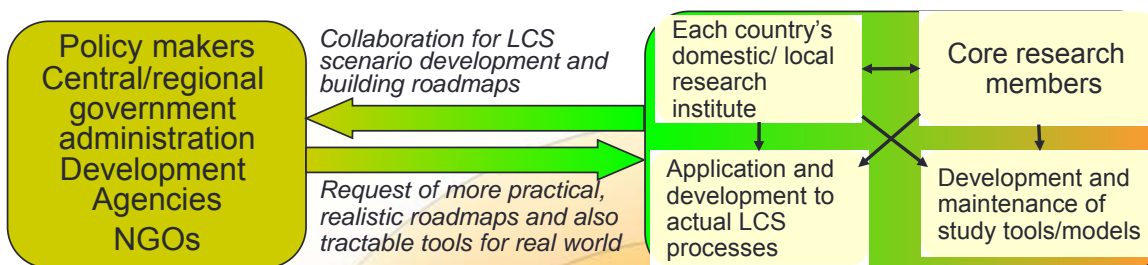 Policy makers
Central/regional
government
administration
Development
Agencies
NGOs
Collaboration for LCS
scenario development and
building roadmaps
Request of more practical,
realistic roadmaps and also
tractable tools for real world
Each country's
domestic/ local
research
institute
Core research
members
Application and
development to
actual LCS
processes
Development and
maintenance of
study tools/models